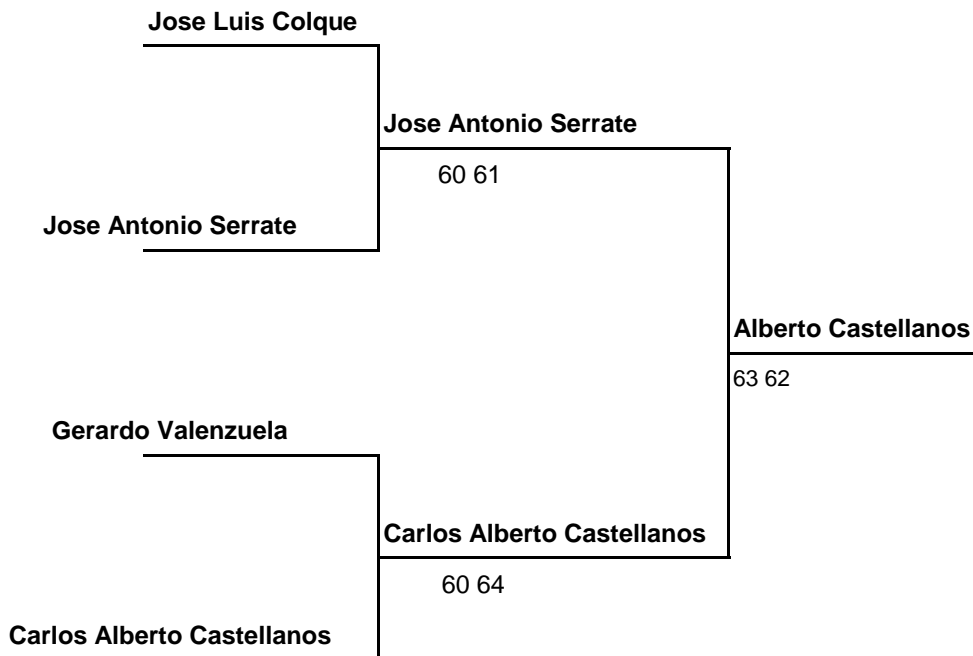 Jose Luis Colque
Jose Antonio Serrate
60 61
Jose Antonio Serrate
Alberto Castellanos
63 62
Gerardo Valenzuela
Carlos Alberto Castellanos
60 64
Carlos Alberto Castellanos